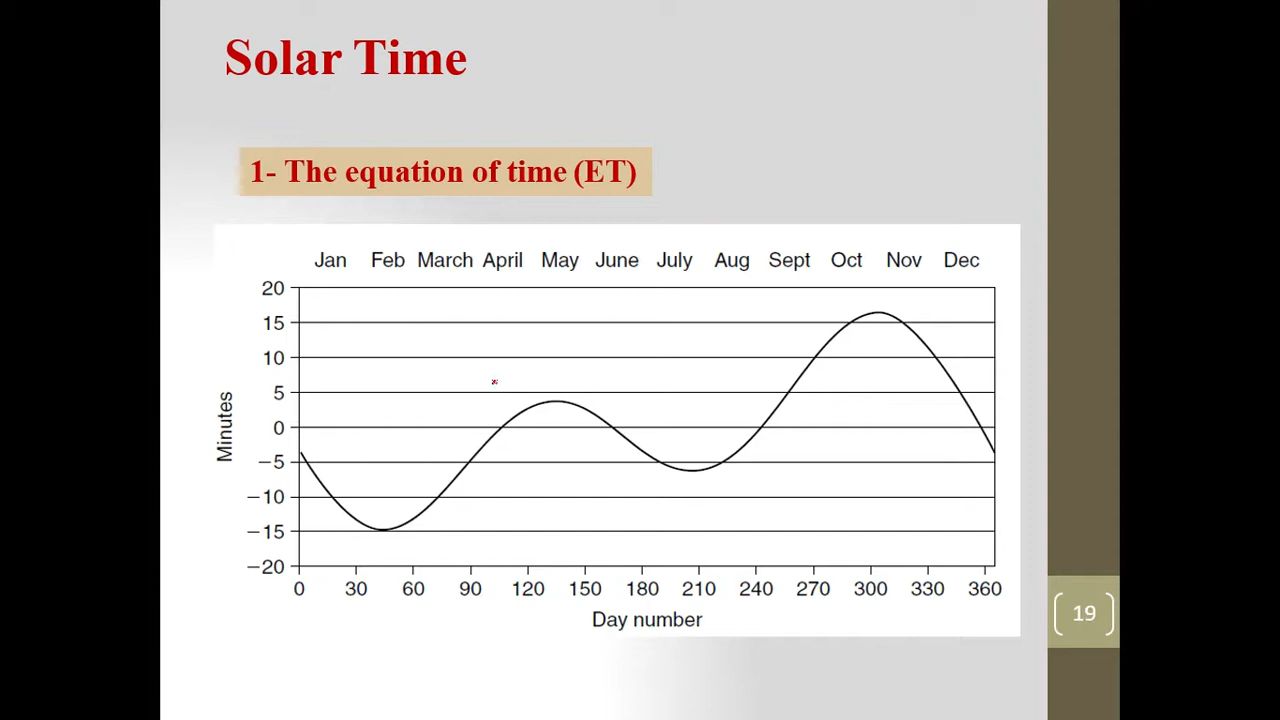 Solar Time
1- The equation of time (ET)
Jan Feb March April May June July Aug Sept Oct Nov Dec
20
15
10
5
0
−5
−10
−15
−20
Minutes
0 30 60 90 120 150 180 210 240 270 300 330 360
Day number
19